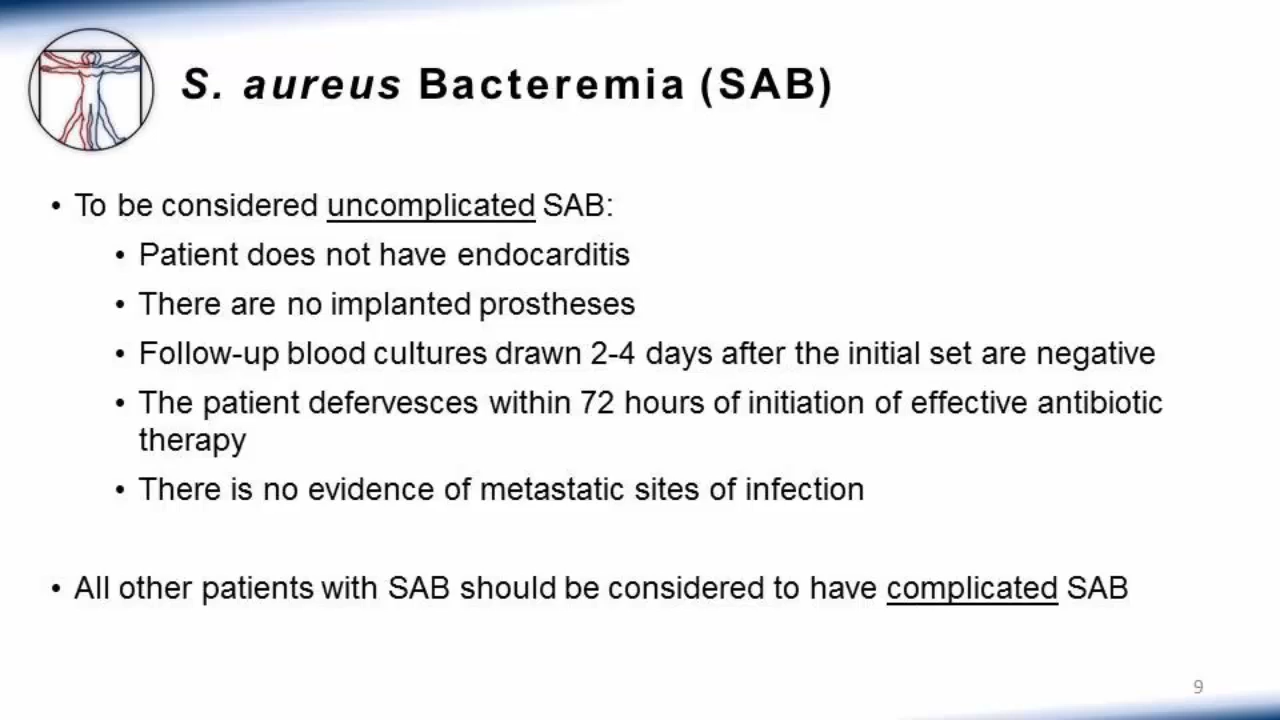 S. aureus Bacteremia (SAB)
• To be considered uncomplicated SAB:
• Patient does not have endocarditis
• There are no implanted prostheses
• Follow-up blood cultures drawn 2-4 days after the initial set are negative
• The patient defervesces within 72 hours of initiation of effective antibiotic
therapy
• There is no evidence of metastatic sites of infection
• All other patients with SAB should be considered to have complicated SAB
9